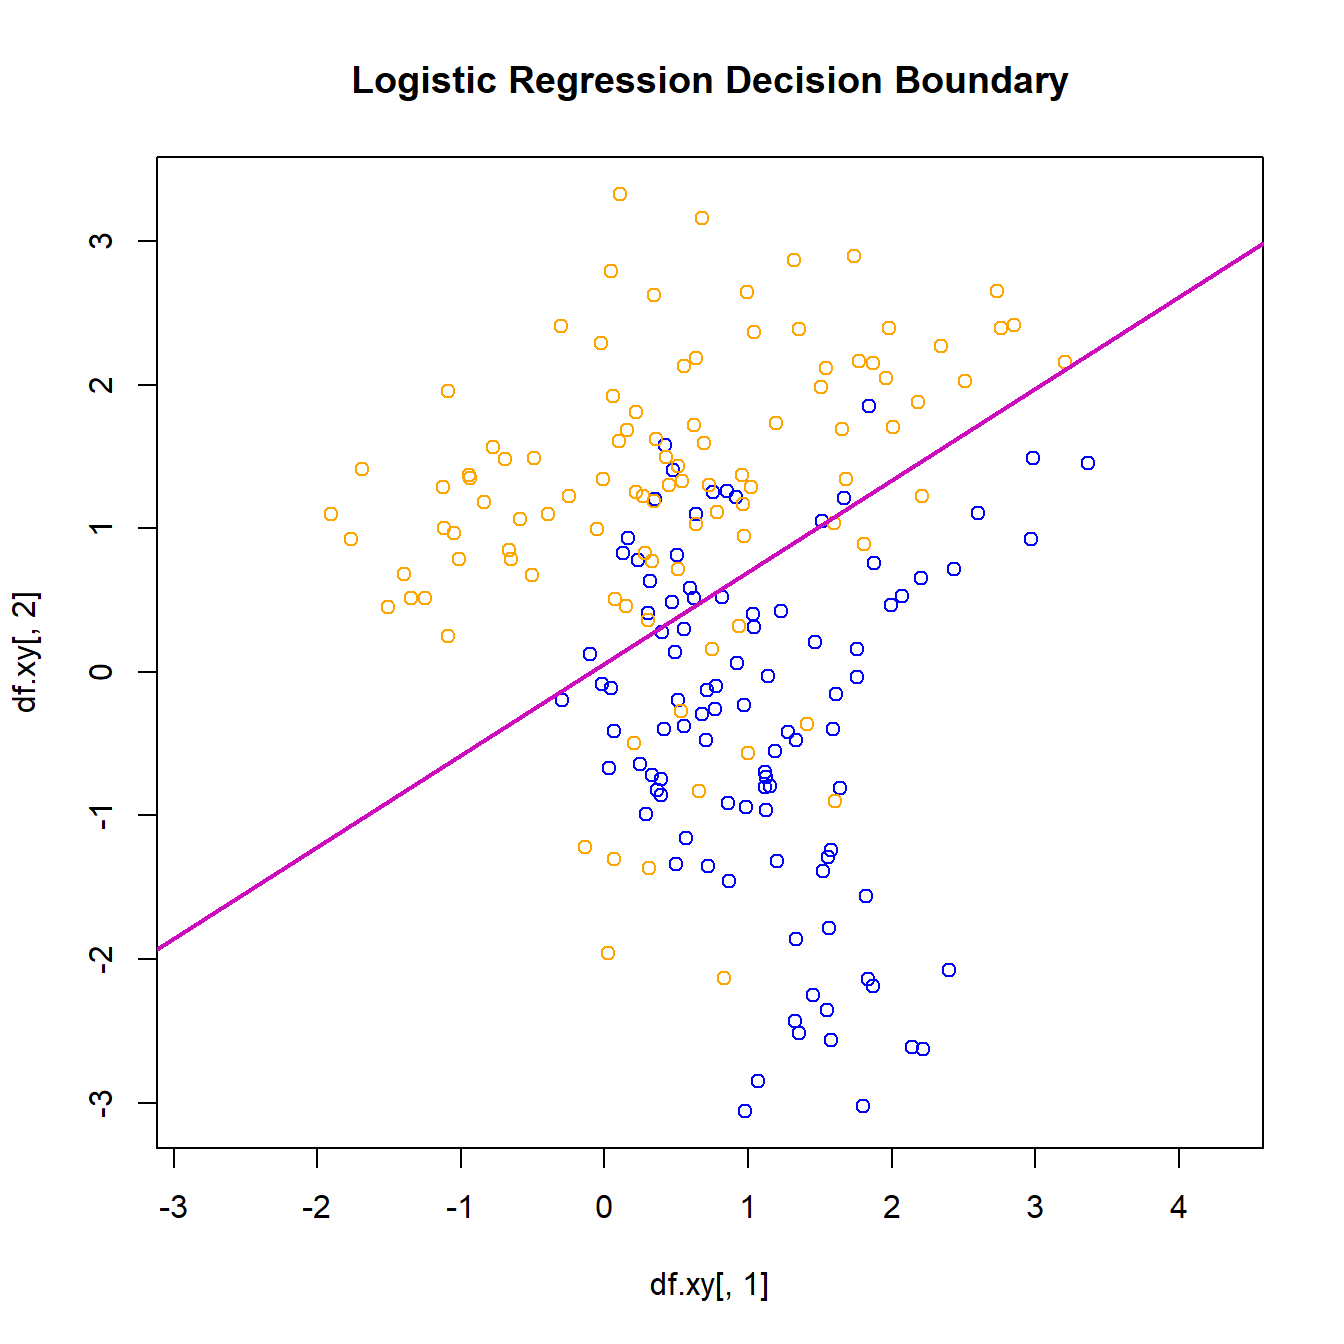 Logistic Regression Decision Boundary
df.xy[, 2]
3
2
1
0
-1
-2
-3
-3 -2 -1 0 1 2 3 4
df.xy[, 1]